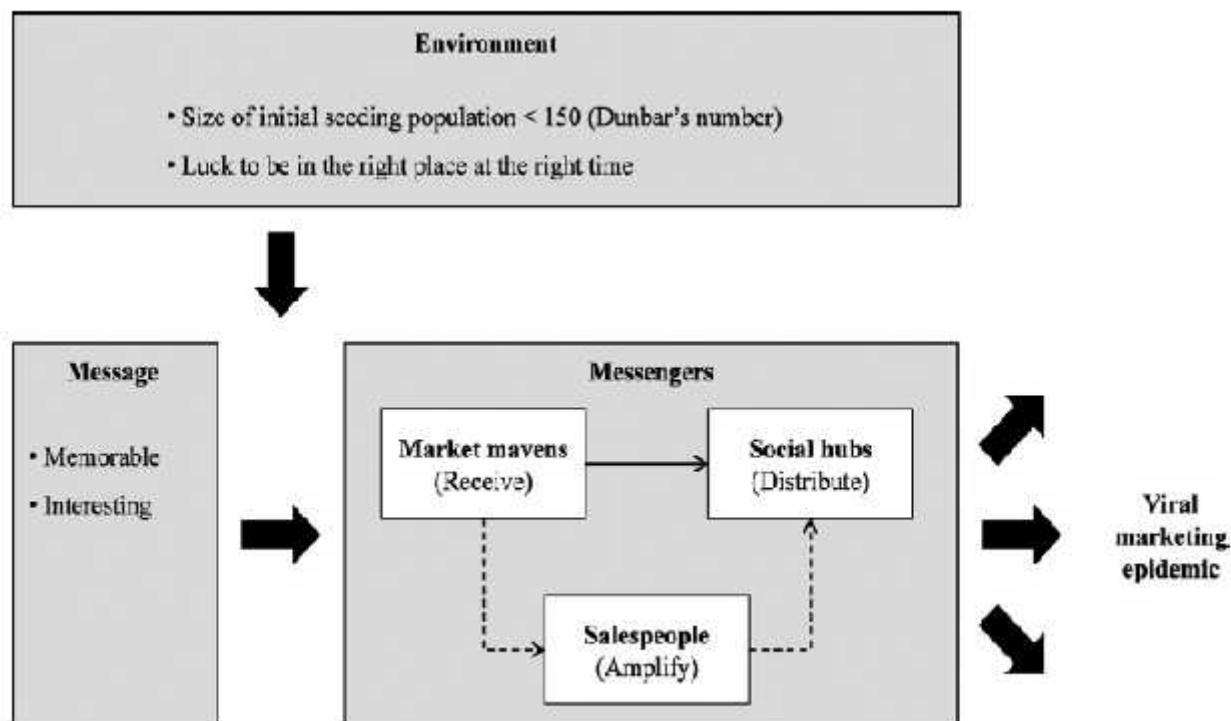 Environment
• Size of initial seeding population < 150 (Dunbar's number)
• Luck to be in the right place at the right time
Message
• Memorable
• Interesting
Messengers
Market mavens
(Receive)
Social hubs
(Distribute)
Salespeople
(Amplify)
Viral
marketing
epidemic